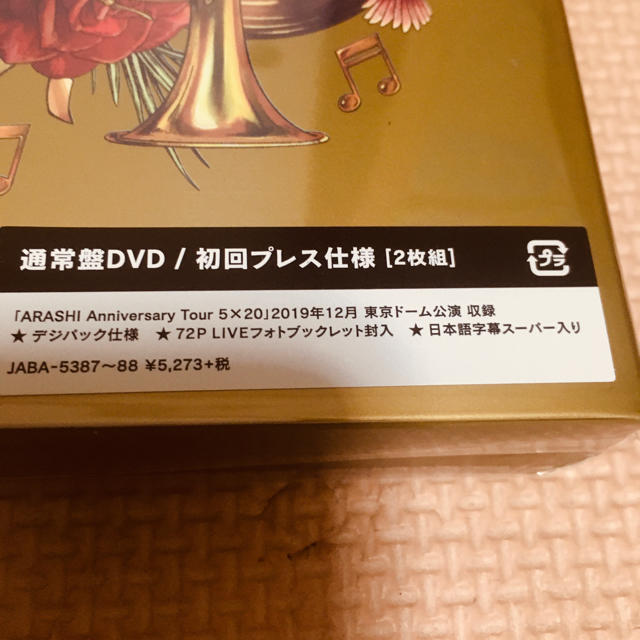 通常盤DVD / 初回プレス仕様 [2枚組]
プラ
「ARASHI Anniversary Tour 5×20」2019年12月 東京ドーム公演 収録
★ デジパック仕様 ★ 72P LIVEフォトブックレット封入 ★ 日本語字幕スーパー入り
JABA-5387〜88 ¥5,273+税